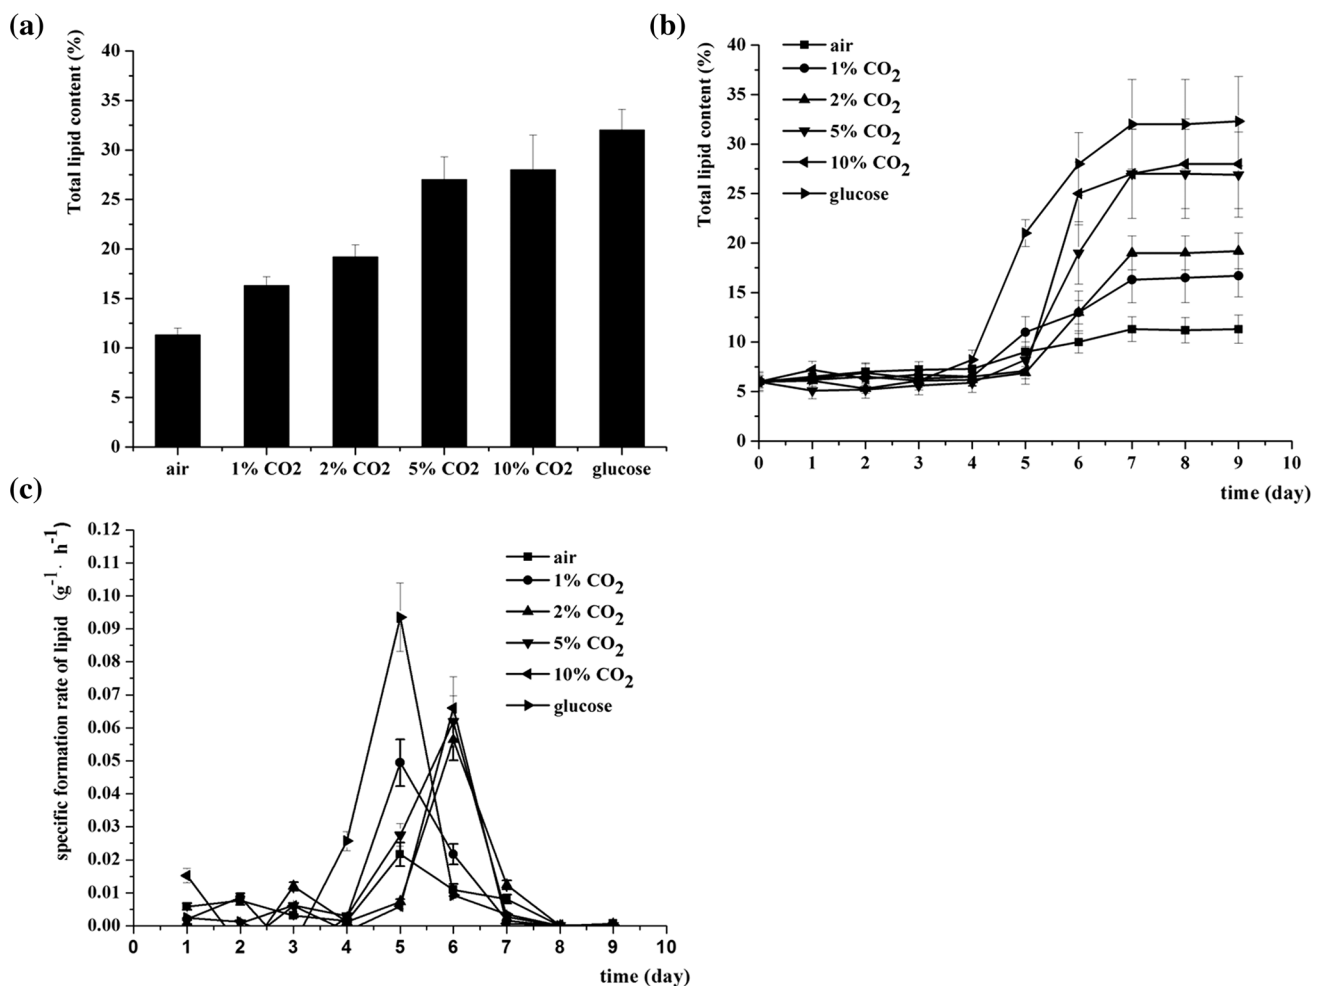 (a)
Total lipid content (%)
40
35
30
25
20
15
10
5
0
air 1% CO2 2% CO2 5% CO2 10% CO2 glucose
(b)
Total lipid content (%)
40
35
30
25
20
15
10
5
0
air
1% CO2
2% CO2
5% CO2
10% CO2
glucose
0 1 2 3 4 5 6 7 8 9 10
time (day)
(c)
specific formation rate of lipid (g-1 · h-1)
0.12
0.11
0.10
0.09
0.08
0.07
0.06
0.05
0.04
0.03
0.02
0.01
0.00
air
1% CO2
2% CO2
5% CO2
10% CO2
glucose
0 1 2 3 4 5 6 7 8 9 10
time (day)